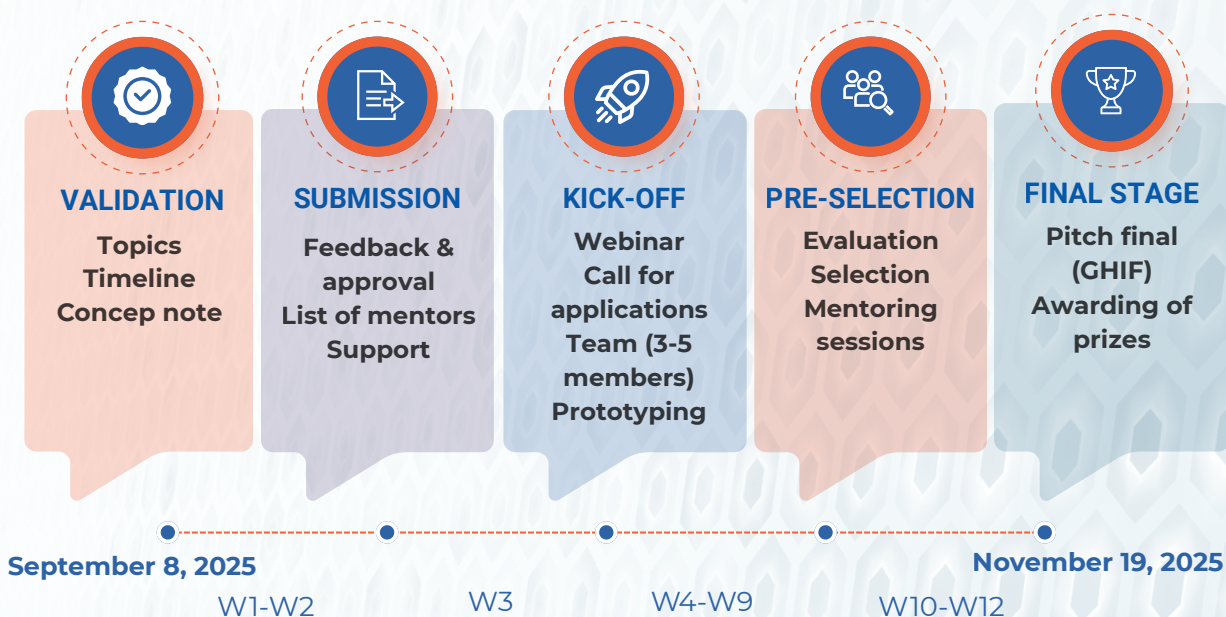 VALIDATION
Topics
Timeline
Concep note
SUBMISSION
Feedback &
approval
List of mentors
Support
KICK-OFF
Webinar
Call for
applications
Team (3-5
members)
Prototyping
PRE-SELECTION
Evaluation
Selection
Mentoring
sessions
FINAL STAGE
Pitch final
(GHIF)
Awarding of
prizes
September 8, 2025
November 19, 2025
W1-W2
W3
W4-W9
W10-W12